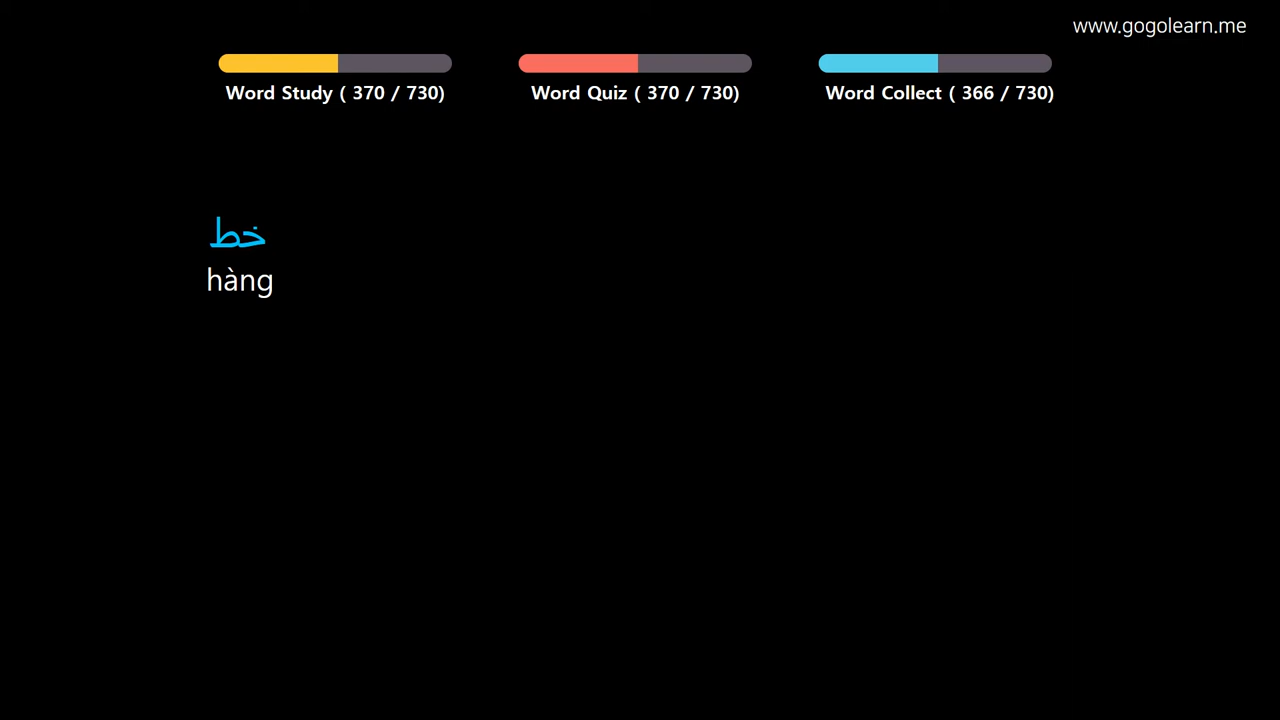 www.gogolearn.me
Word Study ( 370 / 730)
Word Quiz ( 370 / 730)
Word Collect ( 366 / 730)
خط
hàng